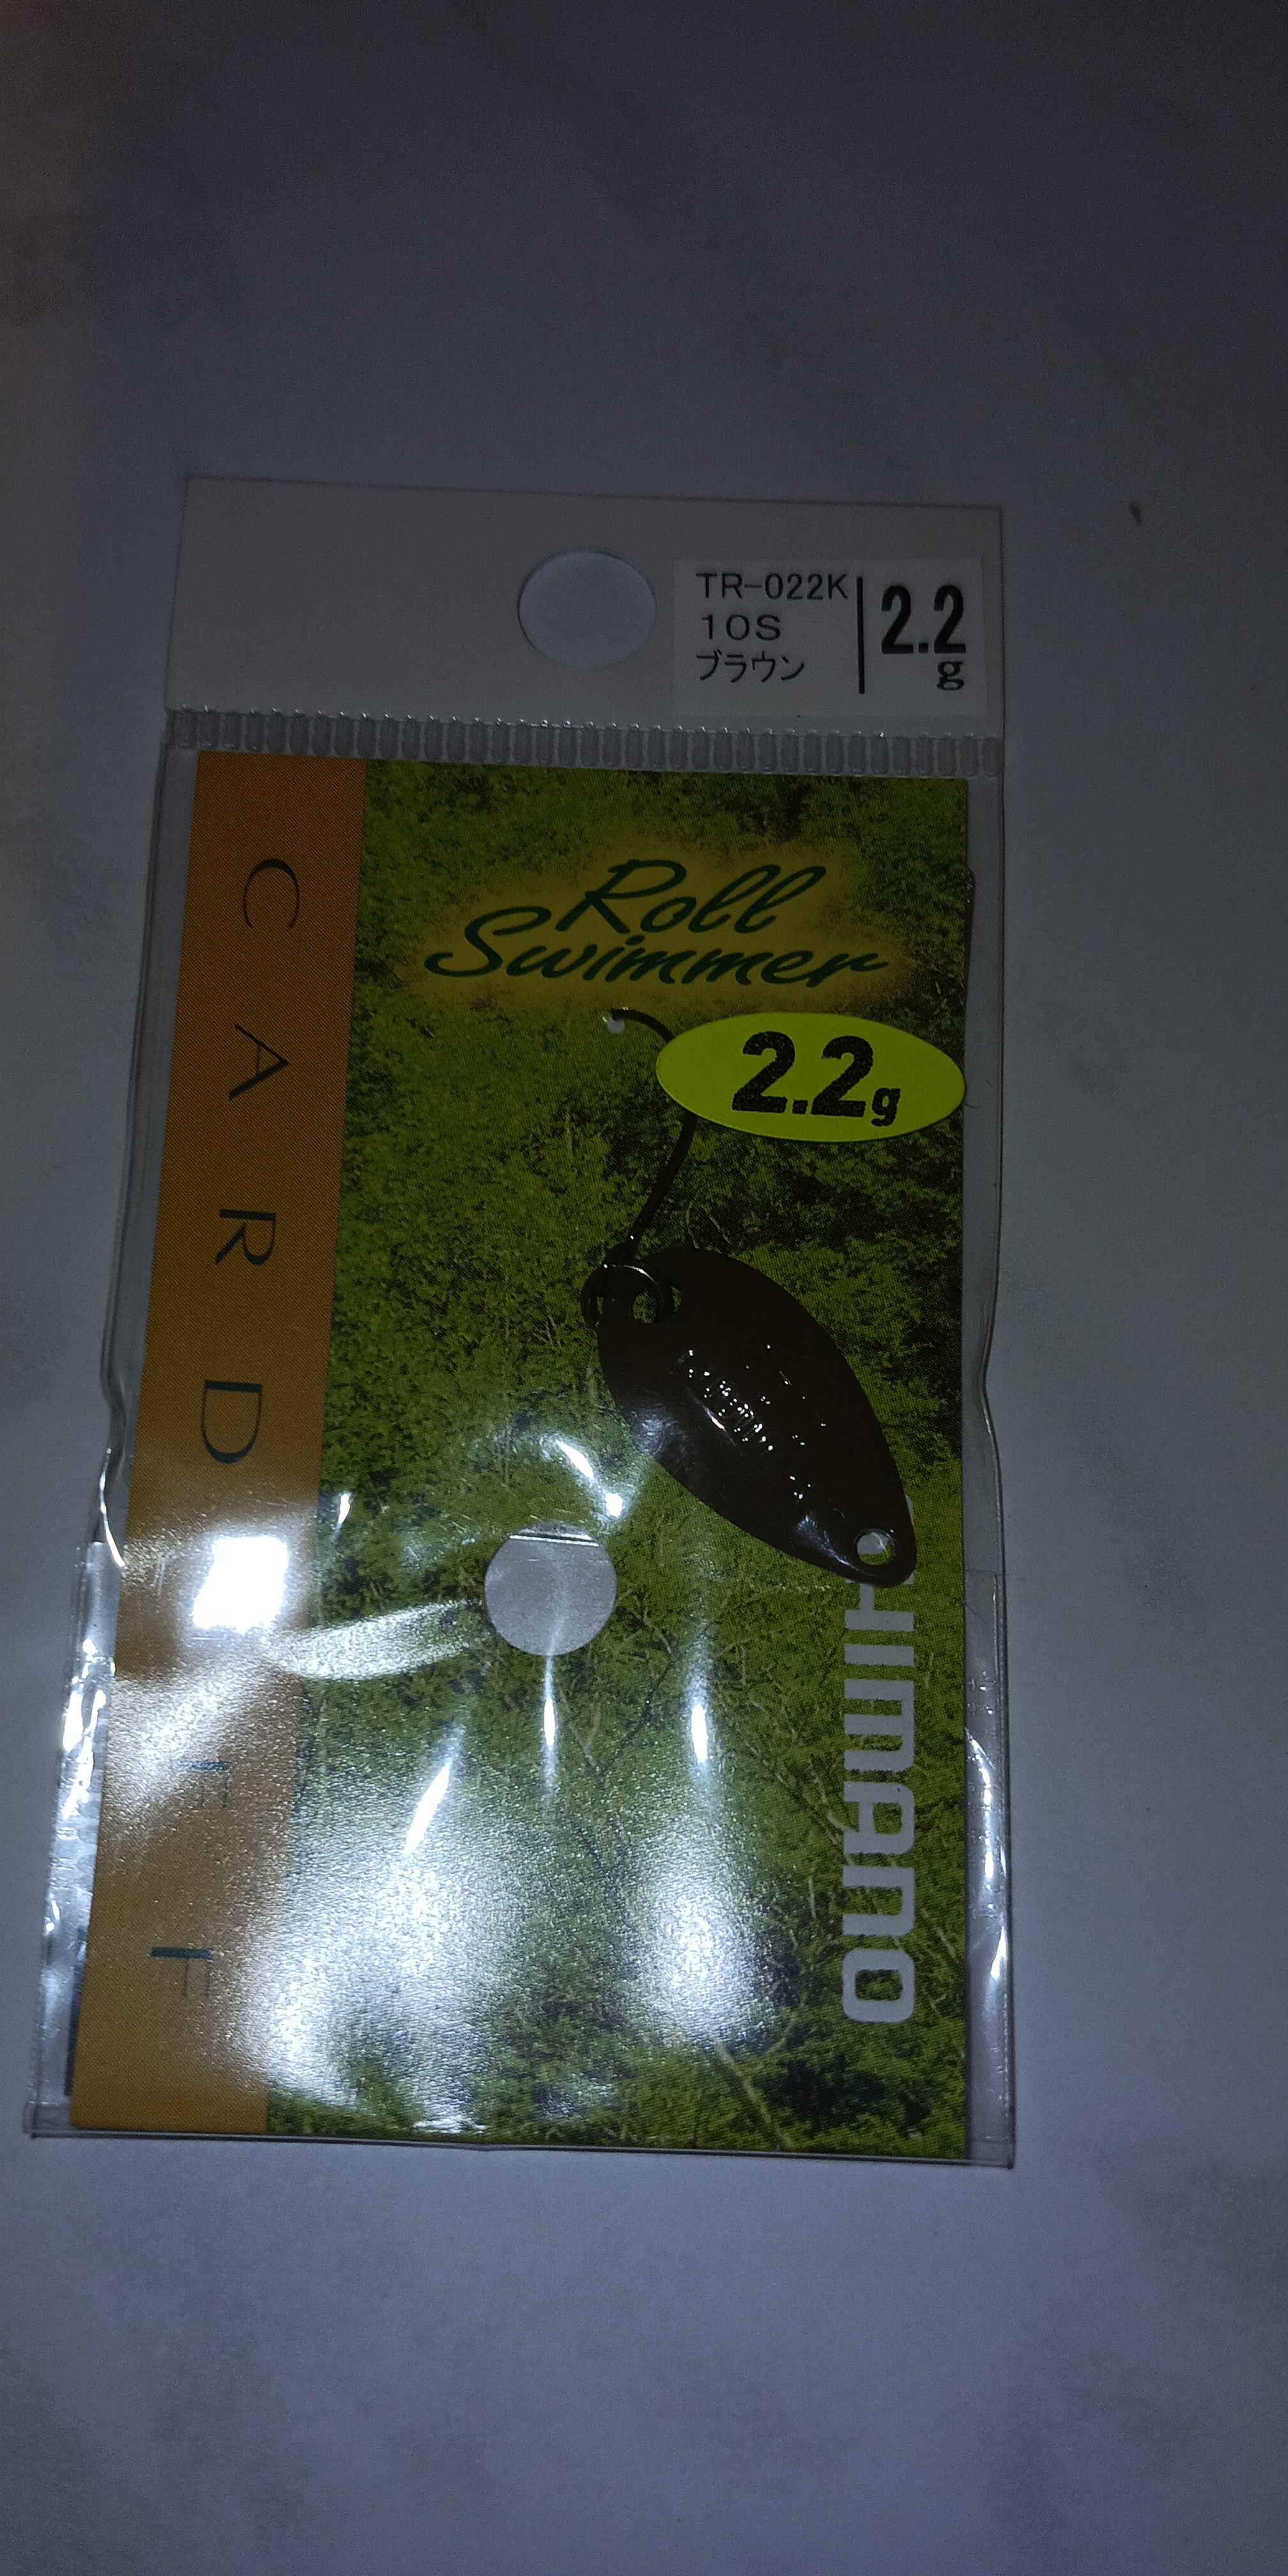 TR-022K
10S
ブラウン
2.2
g
Roll
Swimmer
2.2g
CARDIFF
SHIMANO